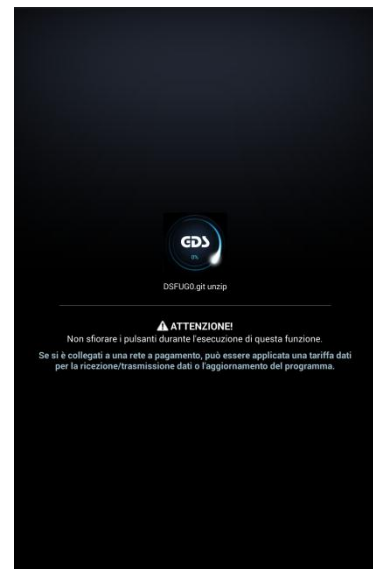 GDS
0%
DSFUG0.git unzip
ATTENZIONE!
Non sfiorare i pulsanti durante l'esecuzione di questa funzione.
Se si è collegati a una rete a pagamento, può essere applicata una tariffa dati
per la ricezione/trasmissione dati o l'aggiornamento del programma.